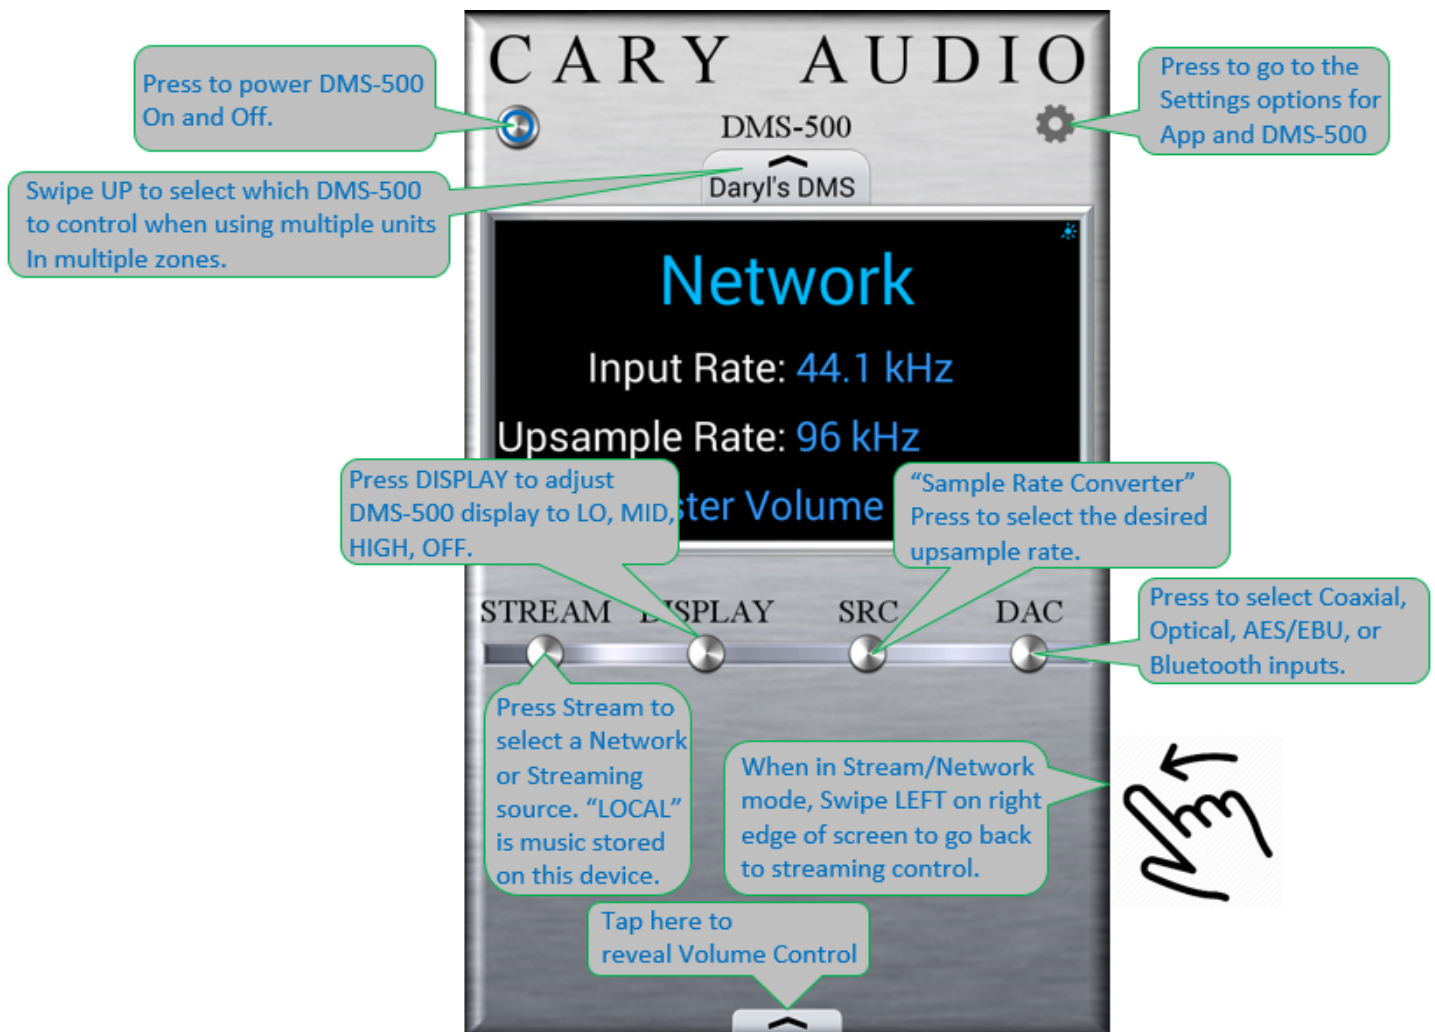 CARY AUDIO
Press to power DMS-500
On and Off.
Press to go to the
Settings options for
App and DMS-500
DMS-500
Daryl's DMS
Swipe UP to select which DMS-500
to control when using multiple units
In multiple zones.
Network
Input Rate: 44.1 kHz
Upsample Rate: 96 kHz
ster Volume
Press DISPLAY to adjust
DMS-500 display to LO, MID,
HIGH, OFF.
“Sample Rate Converter”
Press to select the desired
upsample rate.
STREAM DISPLAY SRC DAC
Press to select Coaxial,
Optical, AES/EBU, or
Bluetooth inputs.
Press Stream to
select a Network
or Streaming
source. “LOCAL”
is music stored
on this device.
When in Stream/Network
mode, Swipe LEFT on right
edge of screen to go back
to streaming control.
Tap here to
reveal Volume Control